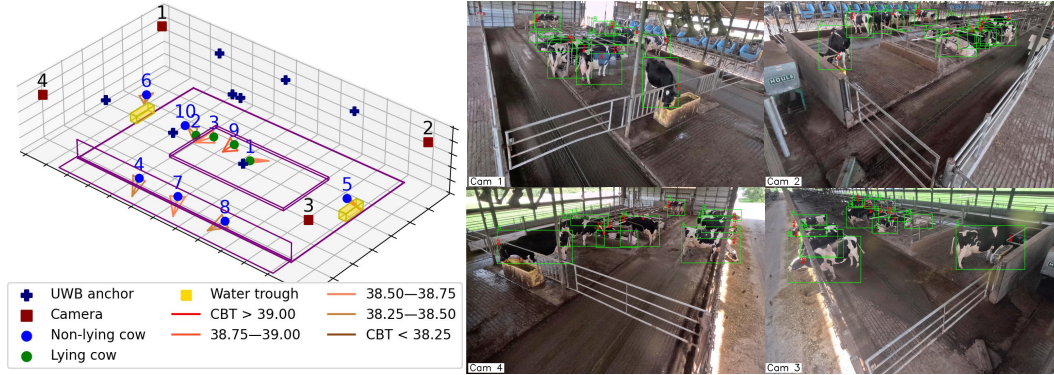 1
4
6
2
10
2
3
9
1
4
7
5
8
3
UWB anchor
Camera
Non-lying cow
Lying cow
Water trough
CBT > 39.00
38.75—39.00
38.50—38.75
38.25—38.50
CBT < 38.25
Cam 1
HOULE
Cam 2
Cam 4
Cam 3